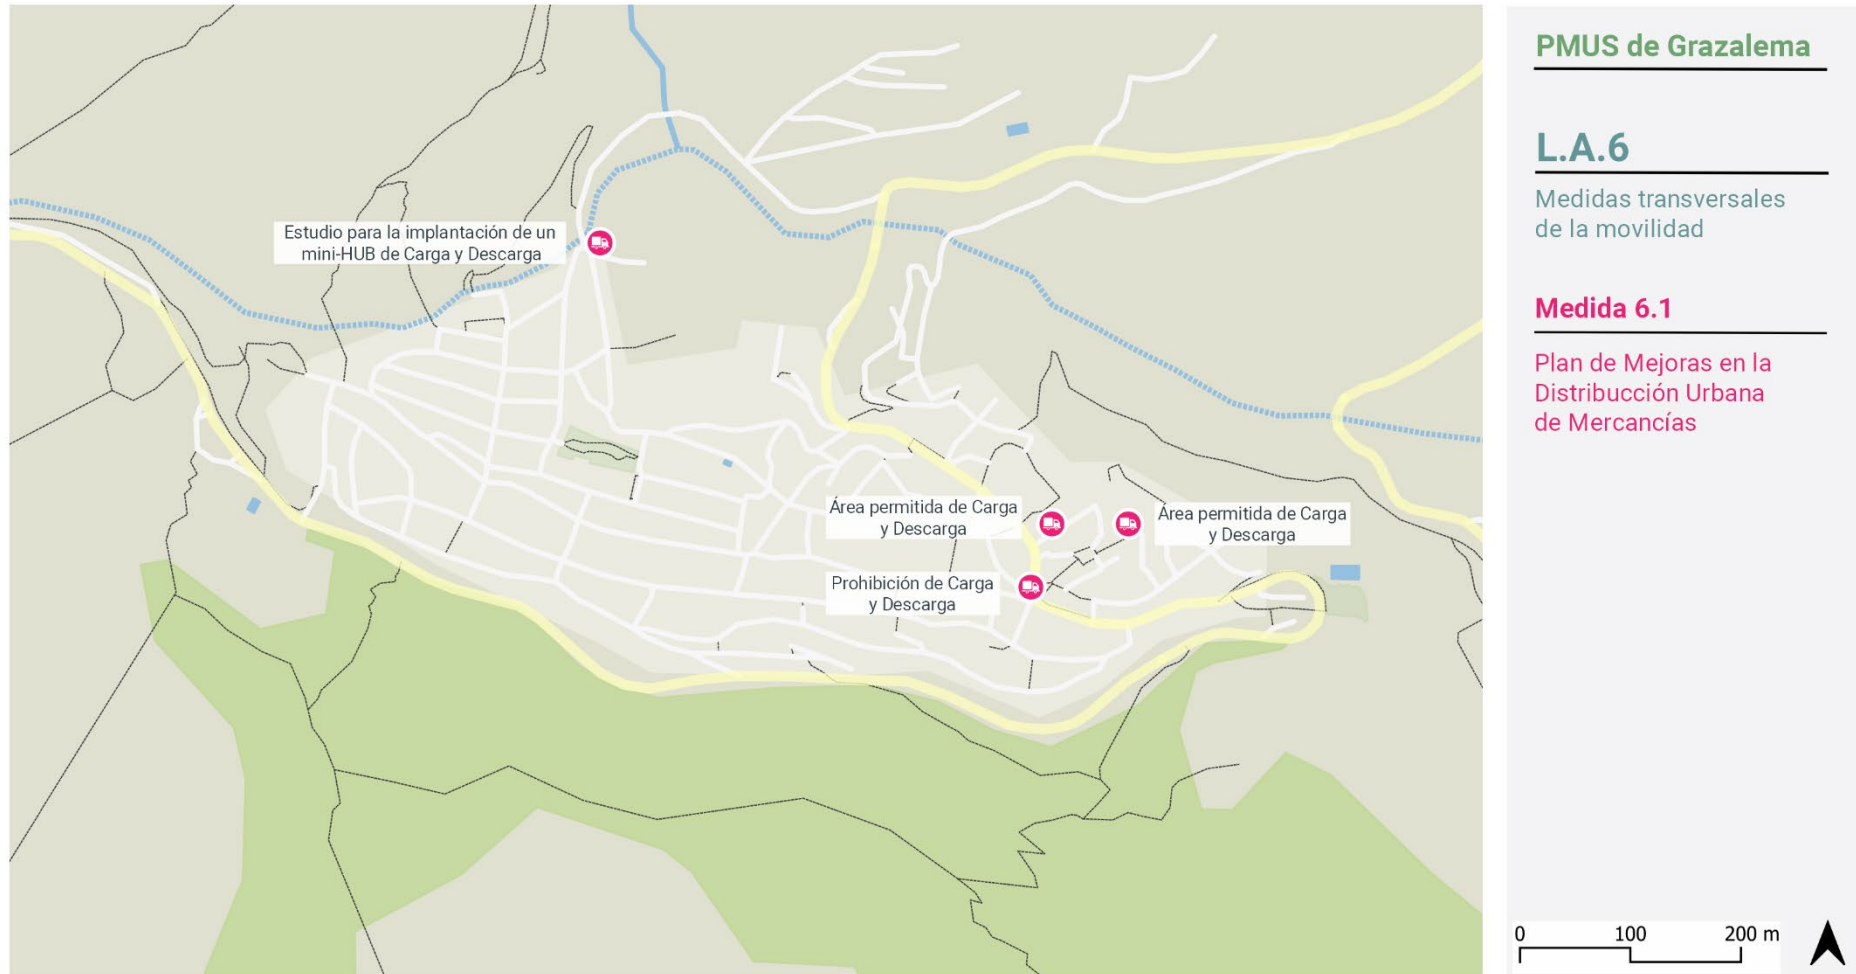 Estudio para la implantación de un
mini-HUB de Carga y Descarga
Área permitida de Carga
y Descarga
Área permitida de Carga
y Descarga
Prohibición de Carga
y Descarga
PMUS de Grazalema
L.A.6
Medidas transversales
de la movilidad
Medida 6.1
Plan de Mejoras en la
Distribucción Urbana
de Mercancías
0 100 200 m